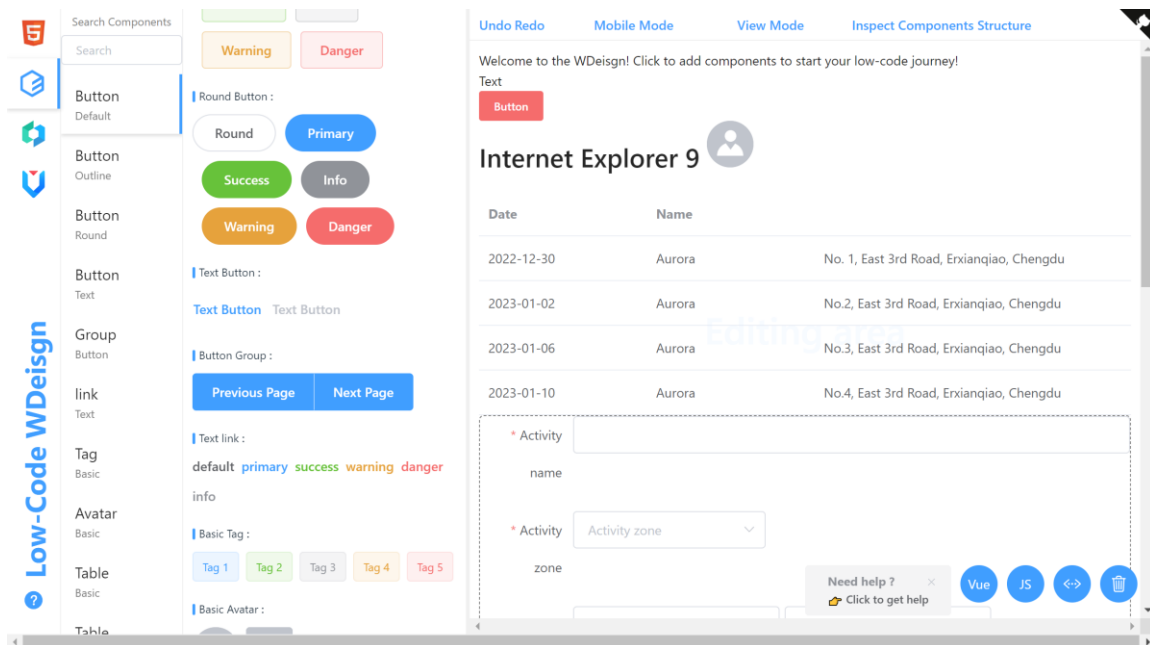 Search Components
Search
Button
Default
Button
Outline
Button
Round
Button
Text
Group
Button
link
Text
Tag
Basic
Avatar
Basic
Table
Basic
Table
Low-Code WDeisgn
?
Warning Danger
Round Button :
Round Primary
Success Info
Warning Danger
Text Button :
Text Button Text Button
Button Group :
Previous Page Next Page
Text link :
default primary success warning danger
info
Basic Tag :
Tag 1 Tag 2 Tag 3 Tag 4 Tag 5
Basic Avatar :
Undo Redo Mobile Mode View Mode Inspect Components Structure
Welcome to the WDeisgn! Click to add components to start your low-code journey!
Text
Button
Internet Explorer 9
Date Name
2022-12-30 Aurora No. 1, East 3rd Road, Erxianqiao, Chengdu
2023-01-02 Aurora No.2, East 3rd Road, Erxianqiao, Chengdu
Editing area
2023-01-06 Aurora No.3, East 3rd Road, Erxianqiao, Chengdu
2023-01-10 Aurora No.4, East 3rd Road, Erxianqiao, Chengdu
* Activity
name
* Activity Activity zone
zone
Need help ? ×
👉 Click to get help
Vue JS